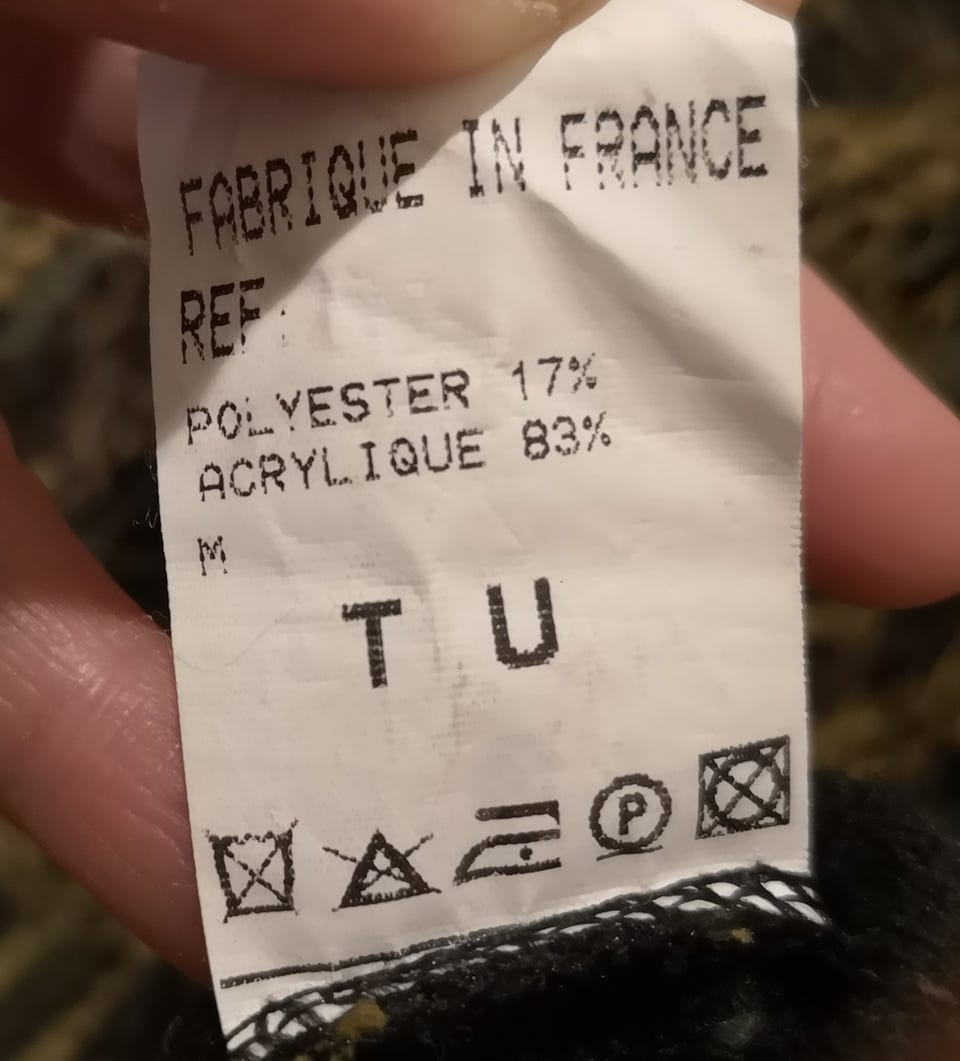 FABRIQUE IN FRANCE
REF:
POLYESTER 17%
ACRYLIQUE 83%
M
T U
P